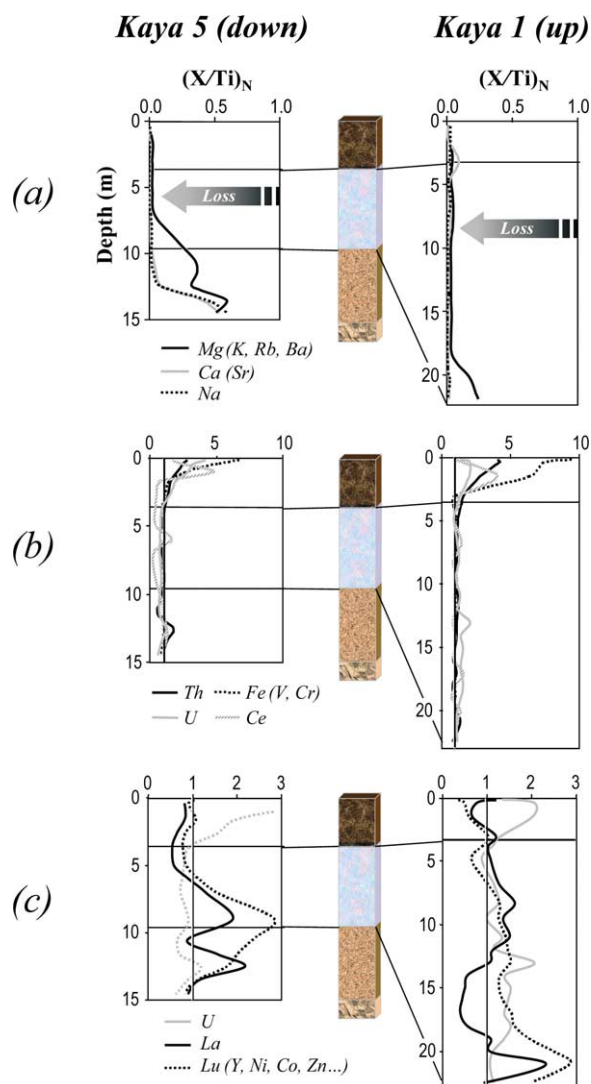 Kaya 5 (down) Kaya 1 (up)
(X/Ti)N (X/Ti)N
0.0 0.5 1.0 0.0 0.5 1.0
(a)
Depth (m)
0 0
5 5
Loss Loss
10 10
15 15
20
Mg (K, Rb, Ba)
Ca (Sr)
Na
(b)
0 5 10 0 5 10
0 0
5 5
10 10
15 15
20
Th Fe (V, Cr)
U Ce
(c)
0 1 2 3 0 1 2 3
0 0
5 5
10 10
15 15
20
U
La
Lu (Y, Ni, Co, Zn...)